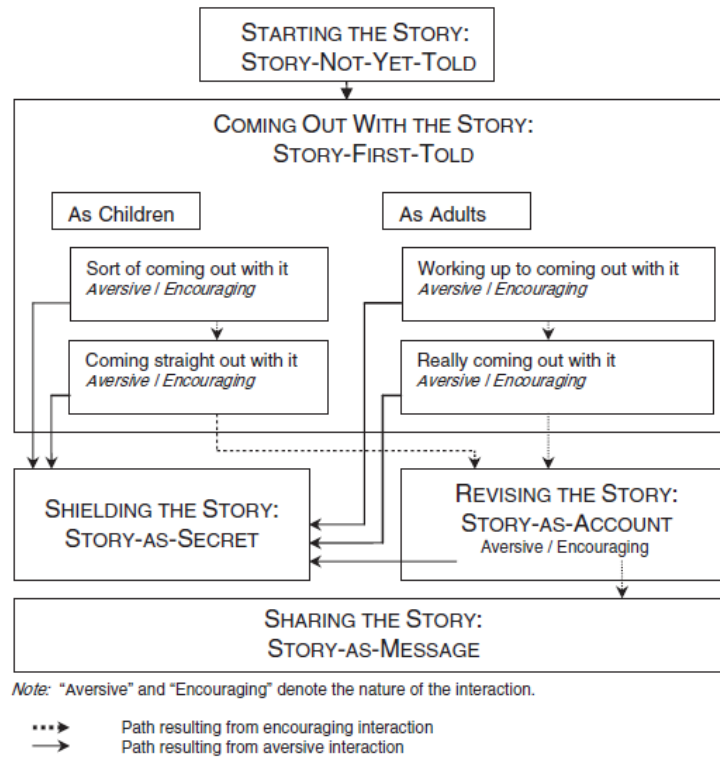 STARTING THE STORY:
STORY-NOT-YET-TOLD
COMING OUT WITH THE STORY:
STORY-FIRST-TOLD
As Children
As Adults
Sort of coming out with it
Aversive / Encouraging
Working up to coming out with it
Aversive / Encouraging
Coming straight out with it
Aversive / Encouraging
Really coming out with it
Aversive / Encouraging
SHIELDING THE STORY:
STORY-AS-SECRET
REVISING THE STORY:
STORY-AS-ACCOUNT
Aversive / Encouraging
SHARING THE STORY:
STORY-AS-MESSAGE
Note: "Aversive" and "Encouraging" denote the nature of the interaction.
Path resulting from encouraging interaction
Path resulting from aversive interaction